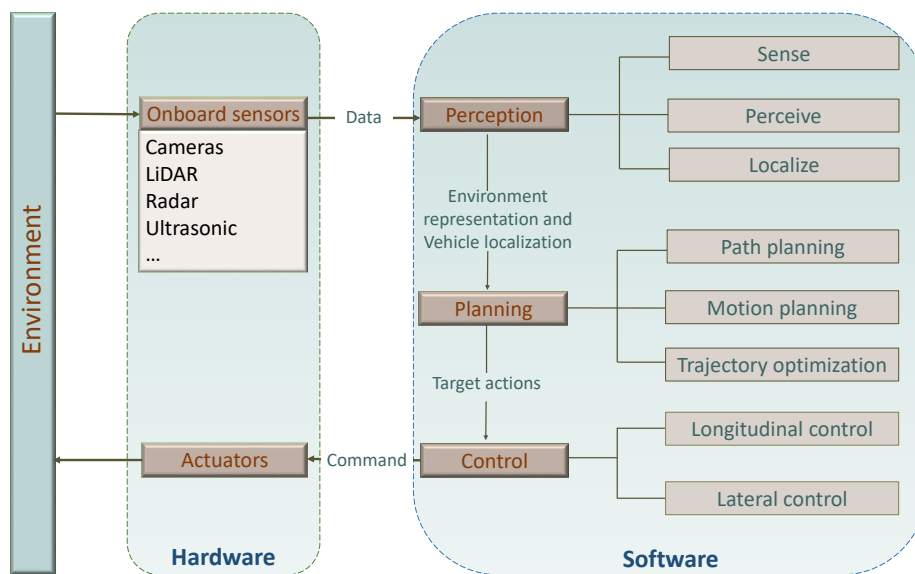 Environment
Onboard sensors
Cameras
LiDAR
Radar
Ultrasonic
...
Actuators
Hardware
Data
Command
Perception
Environment
representation and
Vehicle localization
Planning
Target actions
Control
Sense
Perceive
Localize
Path planning
Motion planning
Trajectory optimization
Longitudinal control
Lateral control
Software